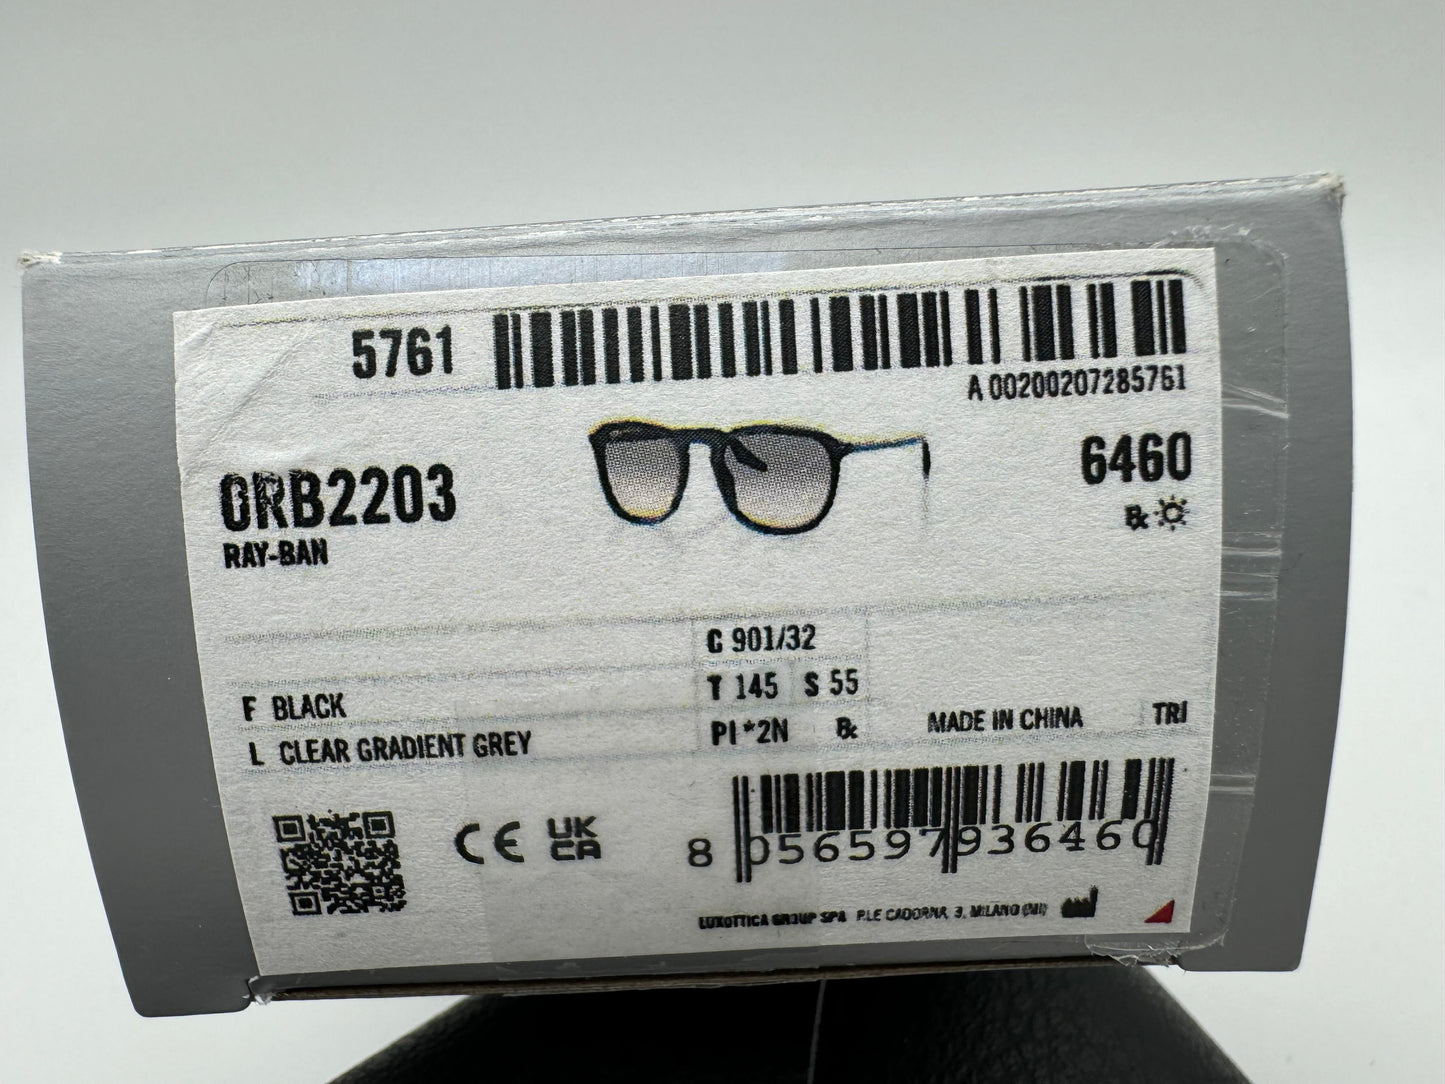 5761
A 00200207285761
0RB2203
RAY-BAN
6460
℞
C 901/32
F BLACK
T 145 S 55
L CLEAR GRADIENT GREY
PI *2N ℞
MADE IN CHINA TRI
CE UK CA
8 056597 936460
LUXOTTICA GROUP SPA P.LE CADORNA, 3, MILANO (MI)